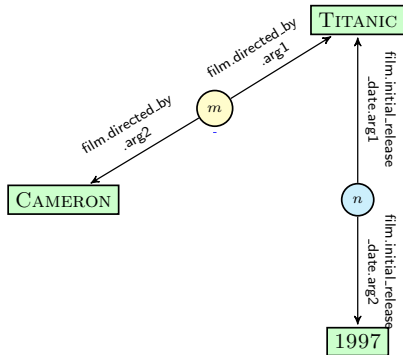 TITANIC
film.directed_by
.arg1
film.initial_release
_date.arg1
m
film.directed_by
.arg2
CAMERON
n
film.initial_release
_date.arg2
1997